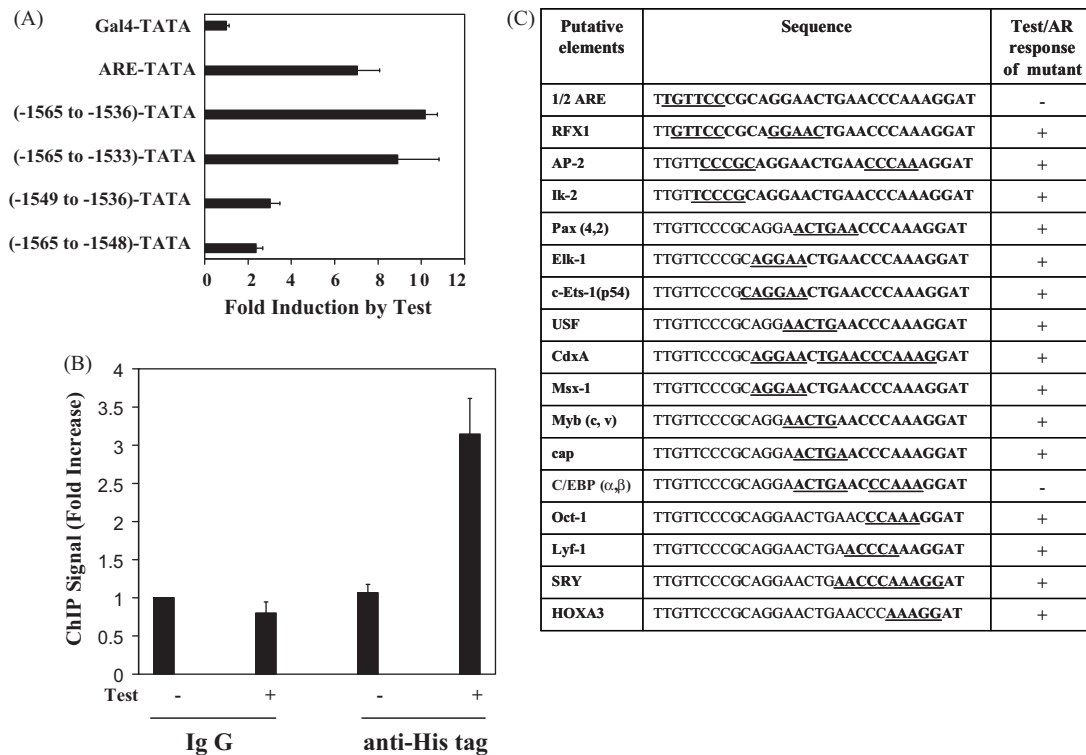 (A)
Gal4-TATA
ARE-TATA
(-1565 to -1536)-TATA
(-1565 to -1533)-TATA
(-1549 to -1536)-TATA
(-1565 to -1548)-TATA
0 2 4 6 8 10 12
Fold Induction by Test
(B)
ChIP Signal (Fold Increase)
4
3.5
3
2.5
2
1.5
1
0.5
0
Test - + - +
Ig G anti-His tag
(C)
Putative elements Sequence Test/AR response of mutant
1/2 ARE TTGTTCCCGCAGGAACTGAACCCAAAGGAT -
RFX1 TTGTTCCCGCAGGAACTGAACCCAAAGGAT +
AP-2 TTGTTCCCGCAGGAACTGAACCCAAAGGAT +
Ik-2 TTGTTCCCGCAGGAACTGAACCCAAAGGAT +
Pax (4,2) TTGTTCCCGCAGGAACTGAACCCAAAGGAT +
Elk-1 TTGTTCCCGCAGGAACTGAACCCAAAGGAT +
c-Ets-1(p54) TTGTTCCCGCAGGAACTGAACCCAAAGGAT +
USF TTGTTCCCGCAGGAACTGAACCCAAAGGAT +
CdxA TTGTTCCCGCAGGAACTGAACCCAAAGGAT +
Msx-1 TTGTTCCCGCAGGAACTGAACCCAAAGGAT +
Myb (c, v) TTGTTCCCGCAGGAACTGAACCCAAAGGAT +
cap TTGTTCCCGCAGGAACTGAACCCAAAGGAT +
C/EBP (α,β) TTGTTCCCGCAGGAACTGAACCCAAAGGAT -
Oct-1 TTGTTCCCGCAGGAACTGAACCCAAAGGAT +
Lyf-1 TTGTTCCCGCAGGAACTGAACCCAAAGGAT +
SRY TTGTTCCCGCAGGAACTGAACCCAAAGGAT +
HOXA3 TTGTTCCCGCAGGAACTGAACCCAAAGGAT +